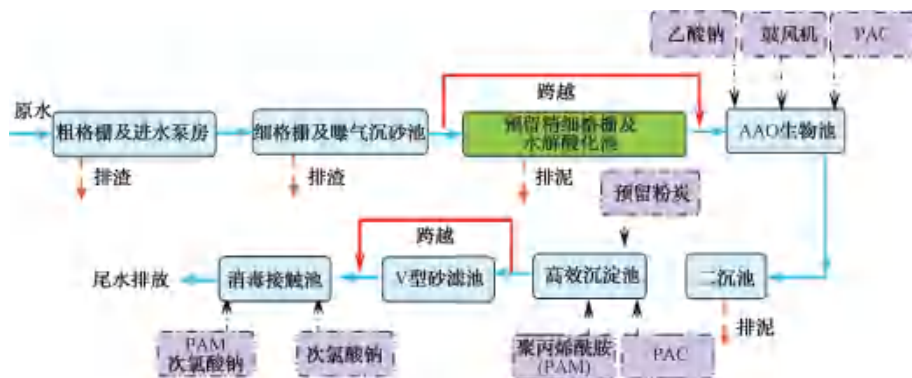 乙酸钠
鼓风机
PAC
跨越
原水
粗格栅及进水泵房
细格栅及曝气沉砂池
预留精细格栅及
水解酸化池
AAO生物池
排渣
排渣
排泥
预留粉炭
跨越
尾水排放
消毒接触池
V型砂滤池
高效沉淀池
二沉池
排泥
PAM
次氯酸钠
次氯酸钠
聚丙烯酰胺
(PAM)
PAC